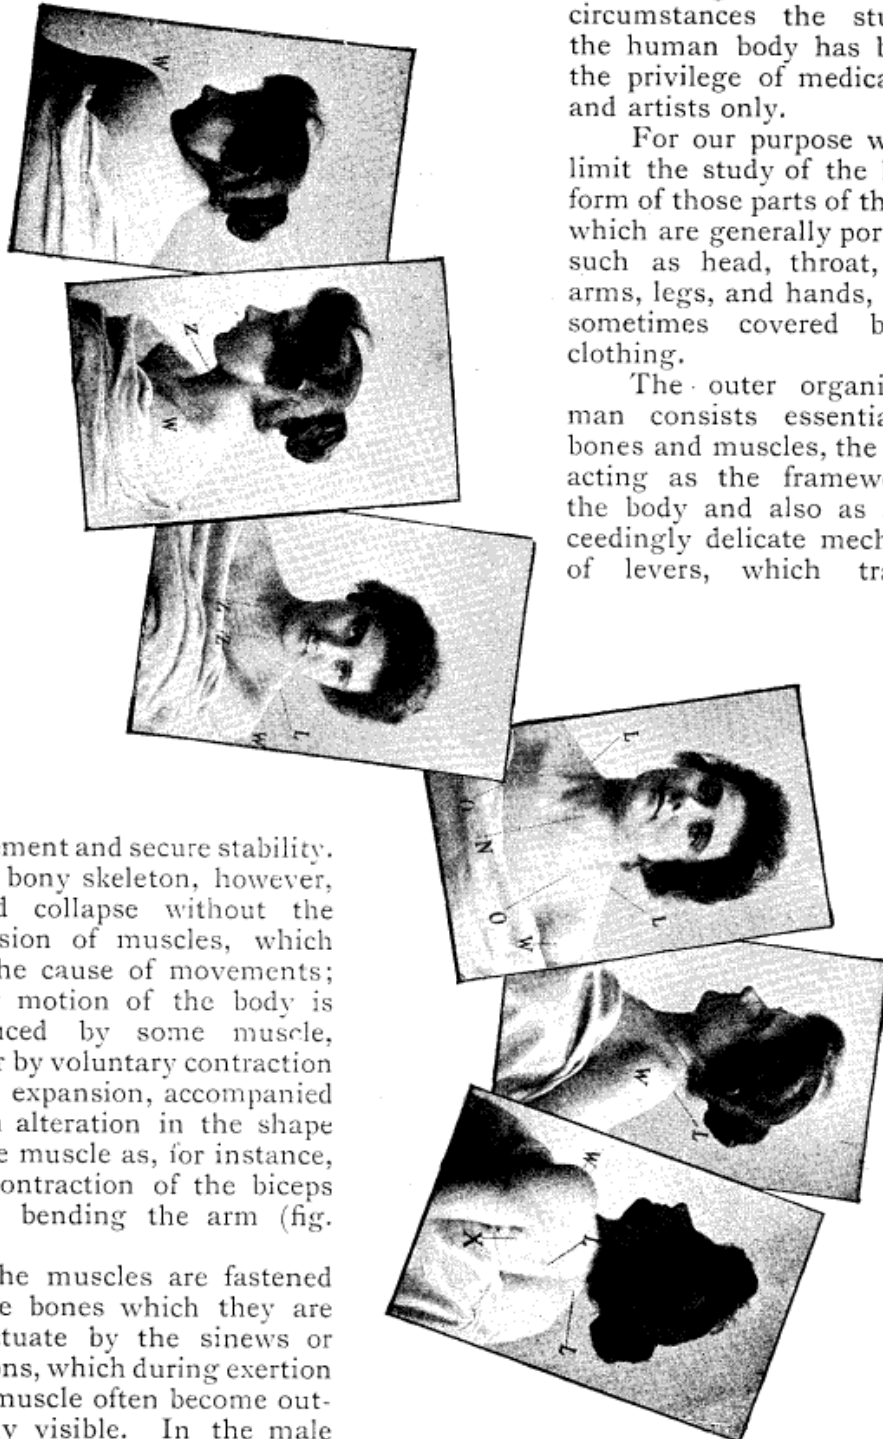 circumstances the stu
the human body has b
the privilege of medica
and artists only.
For our purpose w
limit the study of the
form of those parts of th
which are generally por
such as head, throat,
arms, legs, and hands,
sometimes covered b
clothing.
The outer organi
man consists essentia
bones and muscles, the
acting as the framew
the body and also as
ceedingly delicate mech
of levers, which tra
W
Z
W
Z
Z
L
W
L
O
N
L
O
W
W
L
W
X
L
L
ement and secure stability.
bony skeleton, however,
d collapse without the
sion of muscles, which
he cause of movements;
motion of the body is
ced by some muscle,
r by voluntary contraction
expansion, accompanied
alteration in the shape
e muscle as, for instance,
ontraction of the biceps
bending the arm (fig.
he muscles are fastened
e bones which they are
tuate by the sinews or
ons, which during exertion
muscle often become out-
y visible. In the male